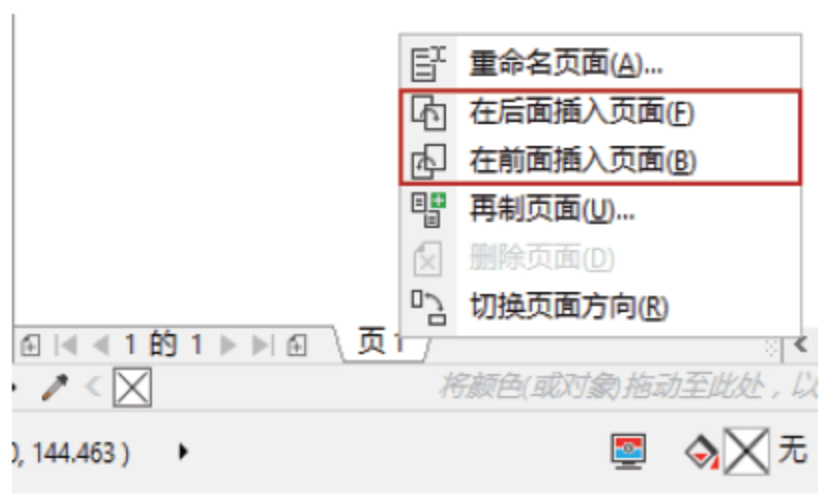 重命名页面(A)...
在后面插入页面(F)
在前面插入页面(B)
再制页面(U)...
删除页面(D)
切换页面方向(R)
1 的 1 页 1
将颜色(或对象)拖动至此处，以
, 144.463 )
无